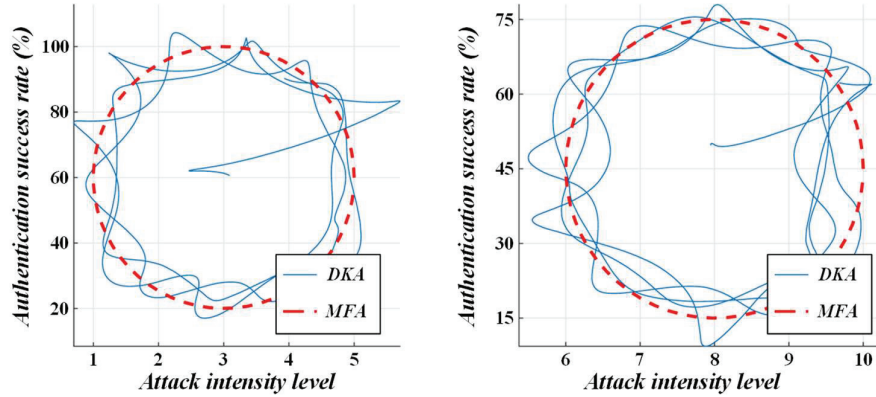 Authentication success rate (%)
100
80
60
40
20
1
2
3
4
5
Attack intensity level
DKA
MFA
Authentication success rate (%)
75
60
45
30
15
6
7
8
9
10
Attack intensity level
DKA
MFA